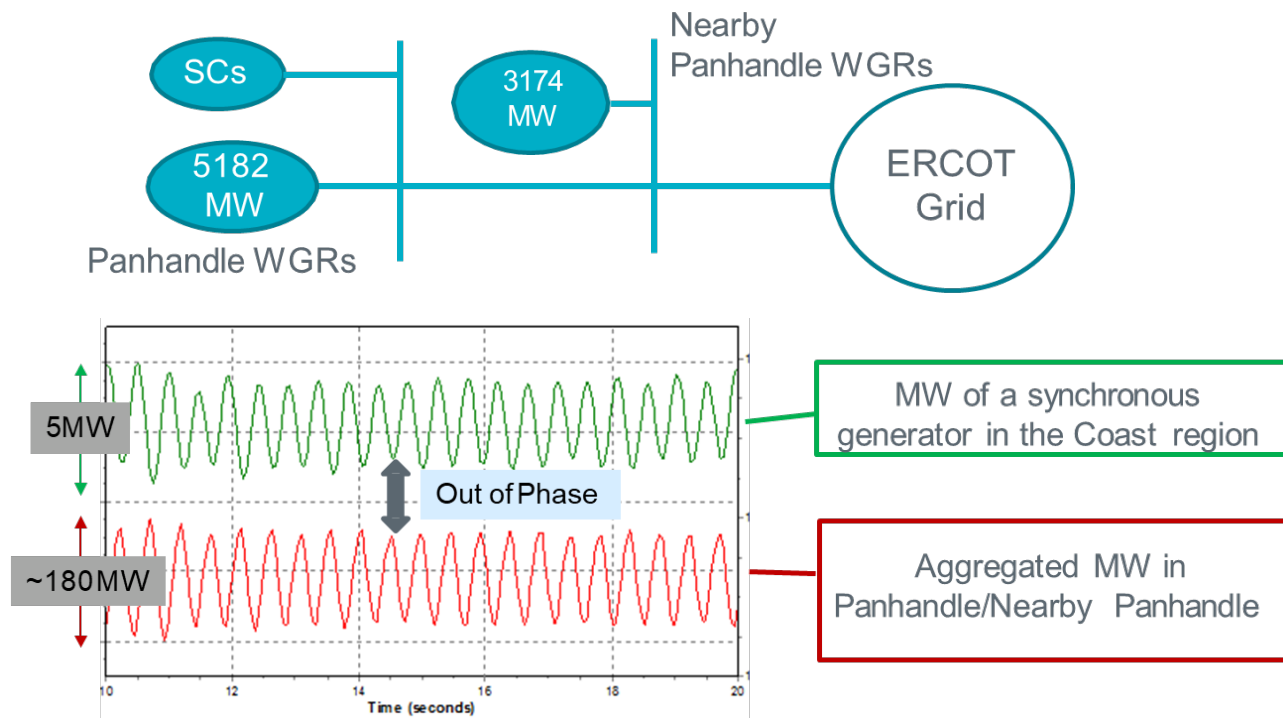 SCs
5182
MW
Panhandle WGRs
3174
MW
Nearby
Panhandle WGRs
ERCOT
Grid
5MW
~180MW
Out of Phase
10
12
14
16
18
20
Time (seconds)
MW of a synchronous
generator in the Coast region
Aggregated MW in
Panhandle/Nearby Panhandle